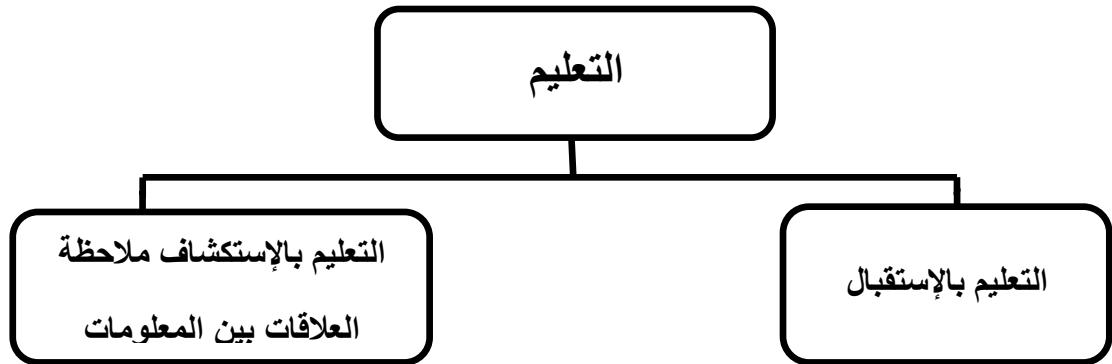 التعليم
التعليم بالإستقبال
التعليم بالإستكشاف ملاحظة
العلاقات بين المعلومات